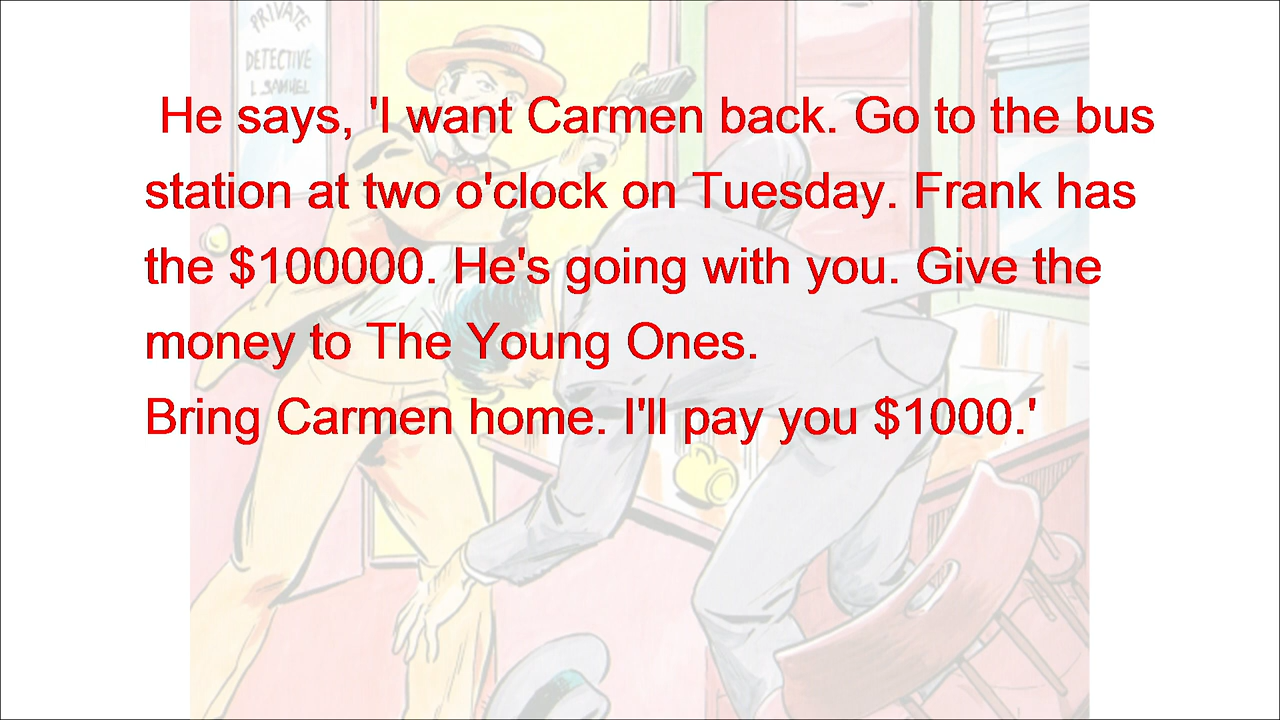 PRIVATE
DETECTIVE
L SAMUEL
He says, 'I want Carmen back. Go to the bus
station at two o'clock on Tuesday. Frank has
the $100000. He's going with you. Give the
money to The Young Ones.
Bring Carmen home. I'll pay you $1000.'